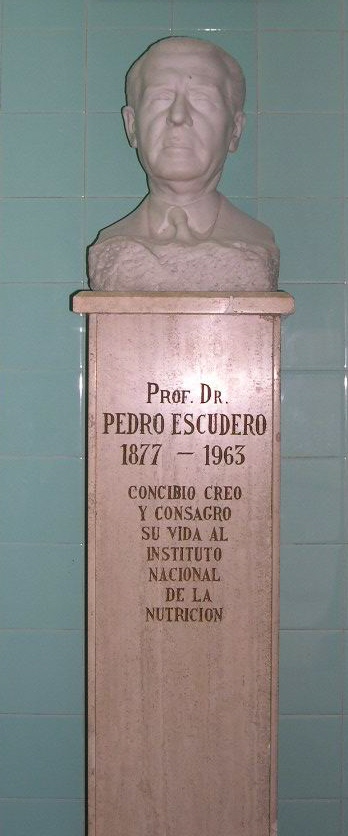 PROF. DR.
PEDRO ESCUDERO
1877 — 1963
CONCIBIO CREO
Y CONSAGRO
SU VIDA AL
INSTITUTO
NACIONAL
DE LA
NUTRICION